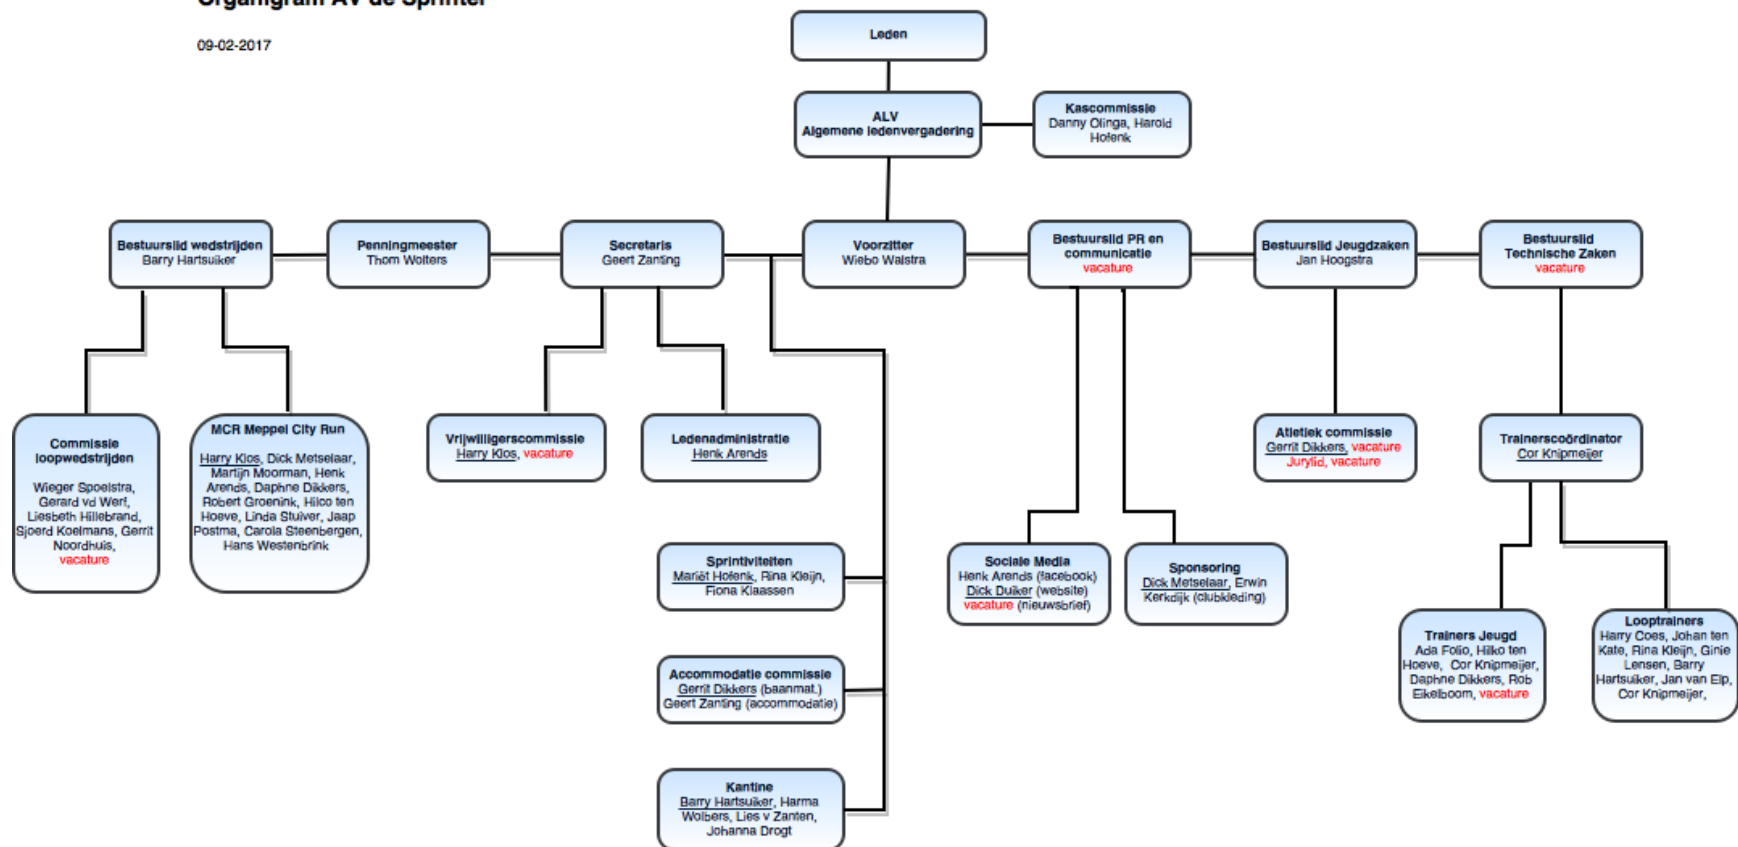 Organigram AV de Sprinter
09-02-2017
Leden
ALV
Algemene ledenvergadering
Kascommissie
Danny Olinga, Harold
Hofenk
Bestuurslid wedstrijden
Barry Hartsuiker
Penningmeester
Thom Wolters
Secretaris
Geert Zanting
Voorzitter
Wiebo Walstra
Bestuurslid PR en
communicatie
vacature
Bestuurslid Jeugdzaken
Jan Hoogstra
Bestuurslid
Technische Zaken
vacature
Commissie
loopwedstrijden
Wieger Spoelstra,
Gerard vd Werf,
Liesbeth Hillebrand,
Sjoerd Koelmans, Gerrit
Noordhuis,
vacature
MCR Meppel City Run
Harry Klos, Dick Metselaar,
Martijn Moorman, Henk
Arends, Daphne Dikkers,
Robert Groenink, Hilco ten
Hoeve, Linda Stuiver, Jaap
Postma, Carola Steenbergen,
Hans Westenbrink
Vrijwilligerscommissie
Harry Klos, vacature
Ledenadministratie
Henk Arends
Atletiek commissie
Gerrit Dikkers, vacature
Jurylid, vacature
Trainerscoördinator
Cor Knipmeijer
Sprintiviteiten
Mariët Hofenk, Rina Kleijn,
Fiona Klaassen
Sociale Media
Henk Arends (facebook)
Dick Duiker (website)
vacature (nieuwsbrief)
Sponsoring
Dick Metselaar, Erwin
Kerkdijk (clubkleding)
Accommodatie commissie
Gerrit Dikkers (baanmat.)
Geert Zanting (accommodatie)
Trainers Jeugd
Ada Folio, Hilko ten
Hoeve, Cor Knipmeijer,
Daphne Dikkers, Rob
Eikelboom, vacature
Looptrainers
Harry Coes, Johan ten
Kate, Rina Kleijn, Ginie
Lensen, Barry
Hartsuiker, Jan van Elp,
Cor Knipmeijer,
Kantine
Barry Hartsuiker, Harma
Wolbers, Lies v Zanten,
Johanna Drogt